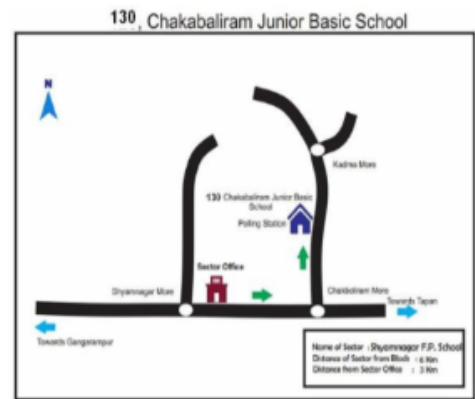 130, Chakabaliram Junior Basic School
N
Kadma More
130 Chakabaliram Junior Basic
School
Polling Station
Sector Office
Shyamnagar More
Chakbaliram More
Towards Tapan
Towards Gangarampur
Name of Sector : Shyamnagar F.P. School
Distance of Sector from Block : 6 Km
Distance from Sector Office : 3 Km